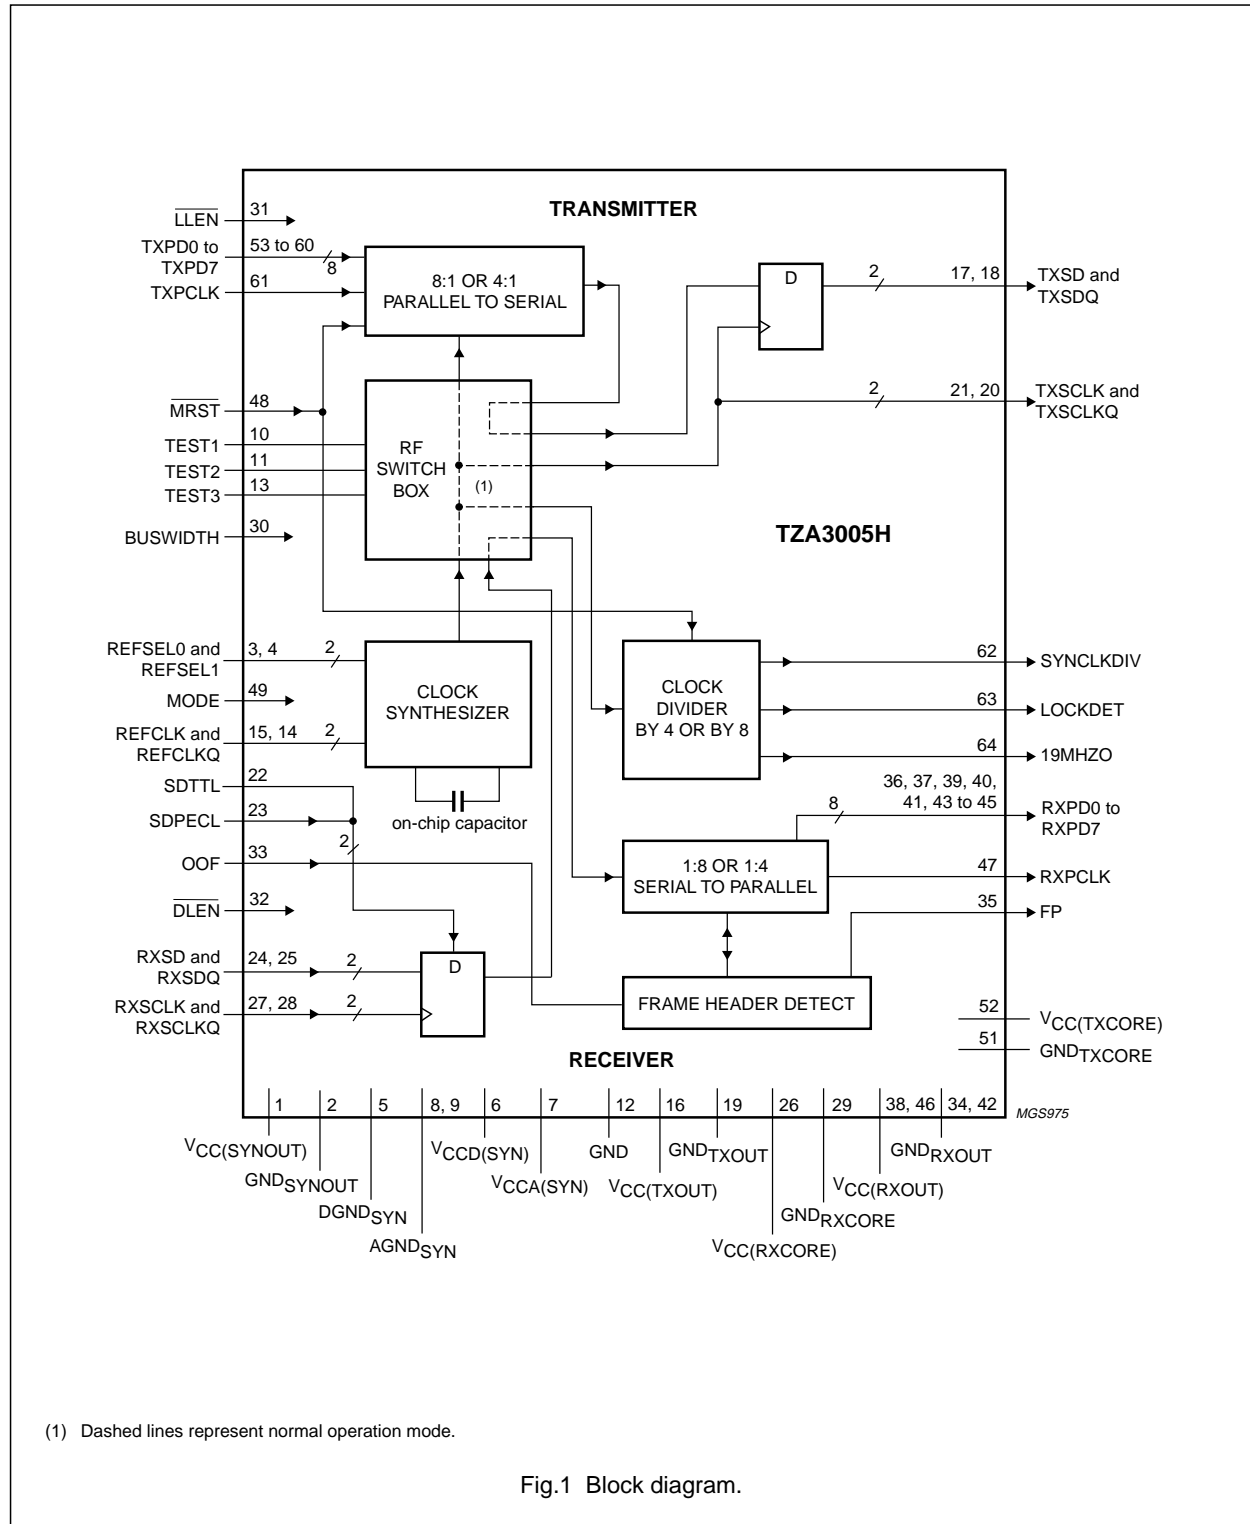 TRANSMITTER
LLEN
31
TXPD0 to
TXPD7
53 to 60
8
TXPCLK
61
8:1 OR 4:1
PARALLEL TO SERIAL
D
2
17, 18
TXSD and
TXSDQ
2
21, 20
TXSCLK and
TXSCLKQ
MRST
48
TEST1
10
TEST2
11
TEST3
13
RF
SWITCH
BOX
(1)
BUSWIDTH
30
TZA3005H
REFSEL0 and
REFSEL1
3, 4
2
MODE
49
REFCLK and
REFCLKQ
15, 14
2
CLOCK
SYNTHESIZER
on-chip capacitor
CLOCK
DIVIDER
BY 4 OR BY 8
62
SYNCLKDIV
63
LOCKDET
64
19MHZO
SDTTL
22
SDPECL
23
2
OOF
33
DLEN
32
36, 37, 39, 40,
41, 43 to 45
8
RXPD0 to
RXPD7
1:8 OR 1:4
SERIAL TO PARALLEL
47
RXPCLK
35
FP
RXSD and
RXSDQ
24, 25
2
RXSCLK and
RXSCLKQ
27, 28
2
D
FRAME HEADER DETECT
52
VCC(TXCORE)
51
GNDTXCORE
RECEIVER
1
2
5
8, 9
6
7
12
16
19
26
29
38, 46
34, 42
MGS975
VCC(SYNOUT)
GNDSYNOUT
DGNDSYN
AGNDSYN
VCCD(SYN)
VCCA(SYN)
GND
VCC(TXOUT)
GNDTXOUT
VCC(RXCORE)
GNDRXCORE
VCC(RXOUT)
GNDRXOUT
(1) Dashed lines represent normal operation mode.
Fig.1 Block diagram.